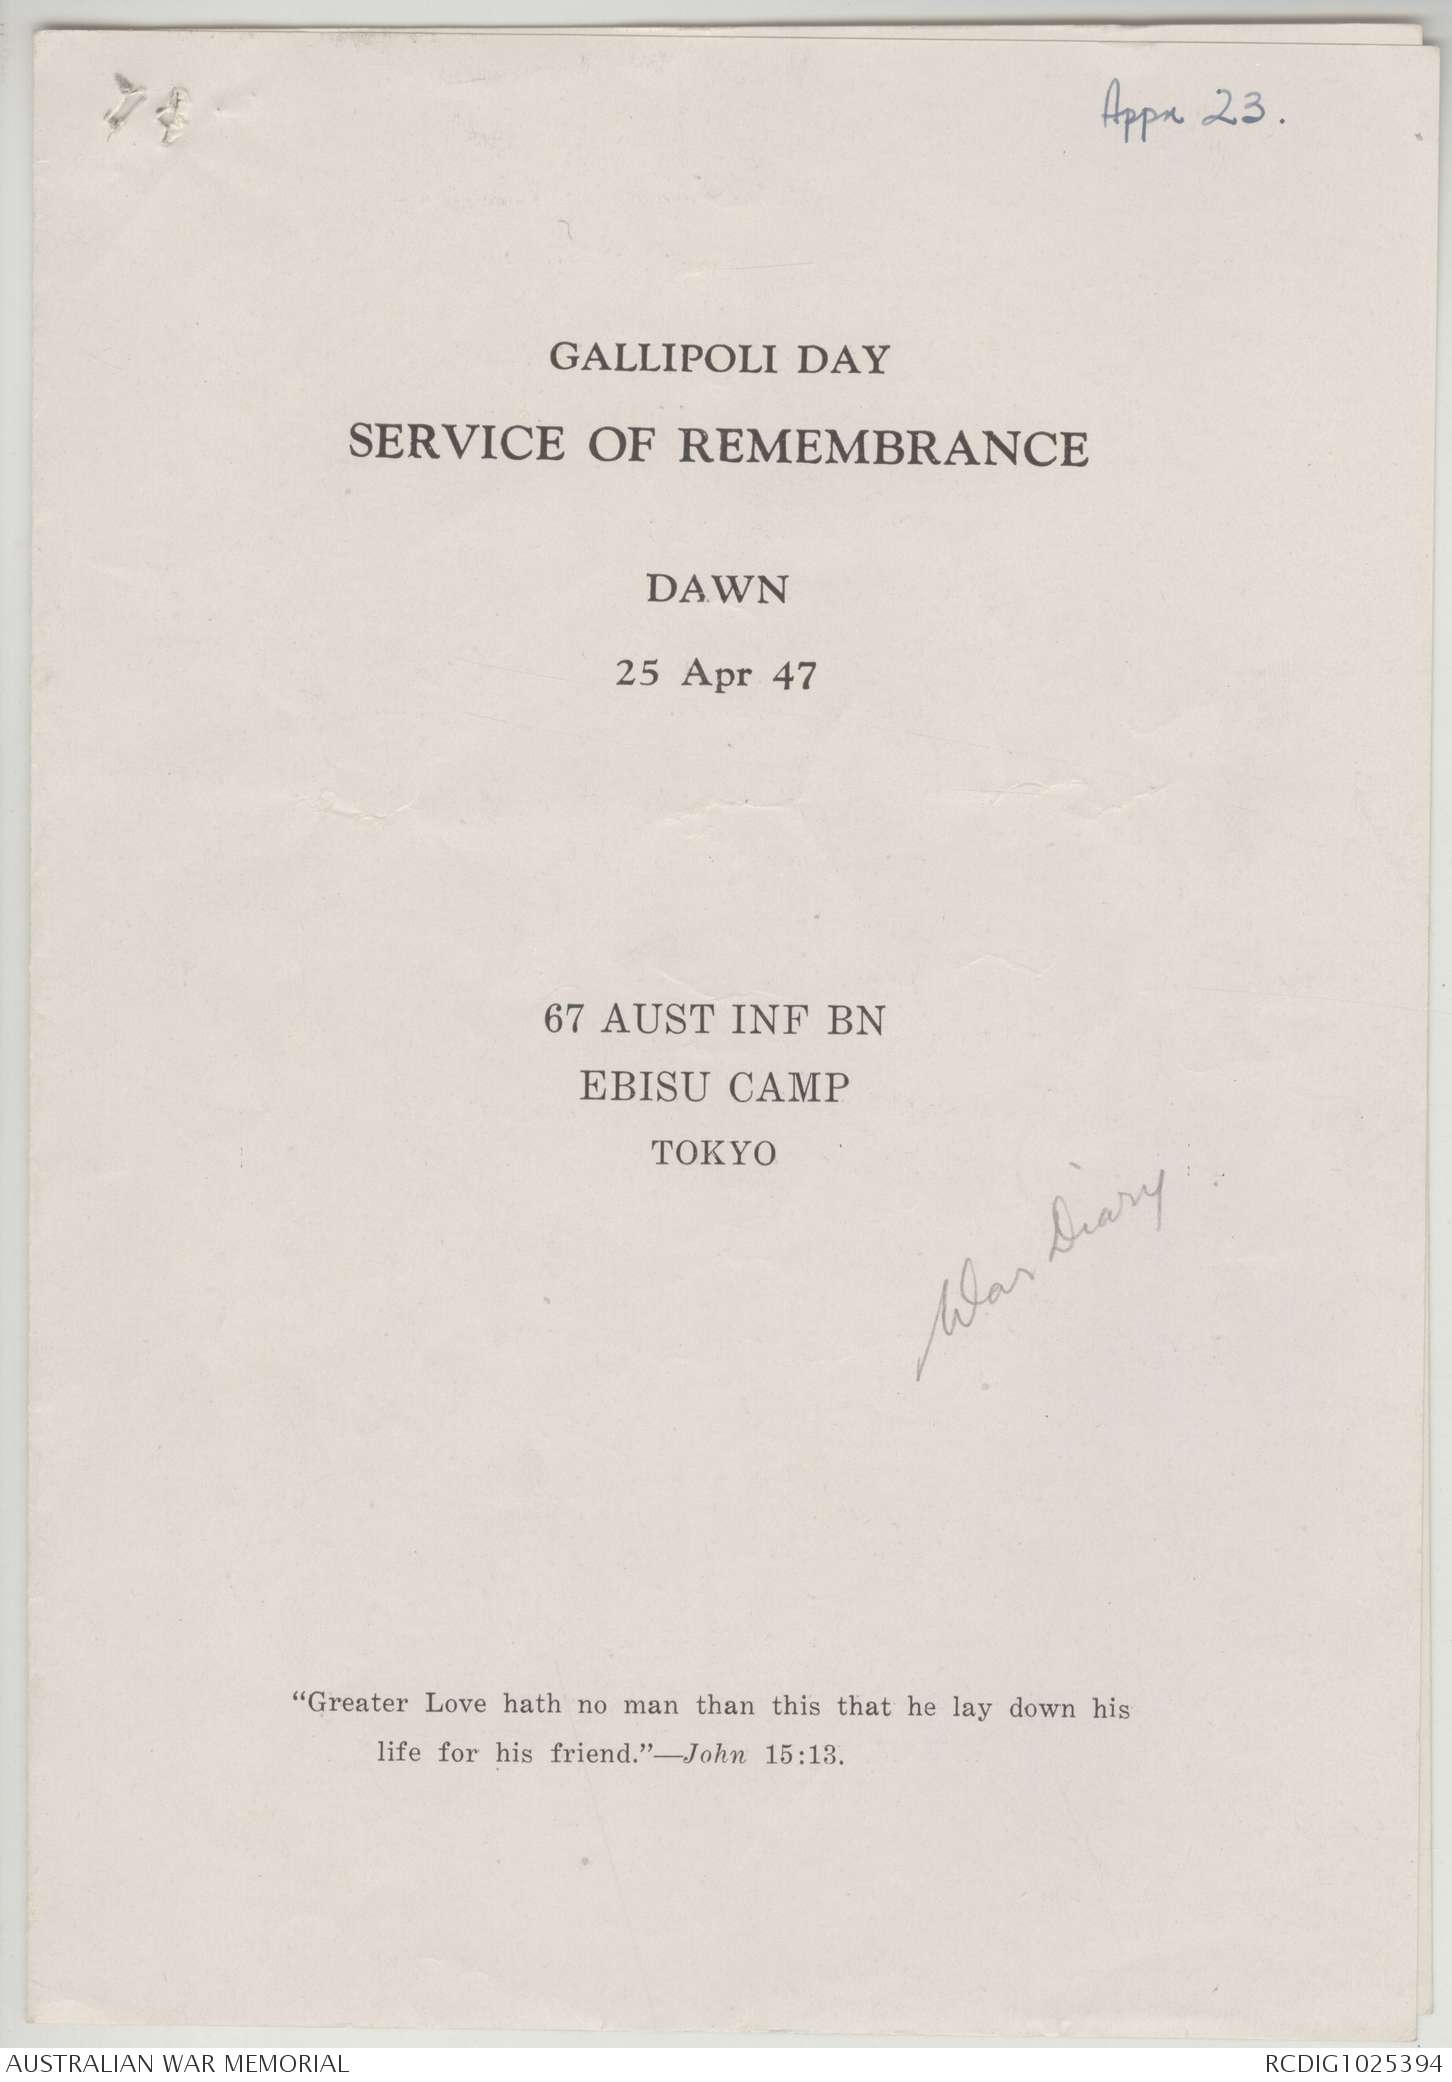 Appx 23.
GALLIPOLI DAY
SERVICE OF REMEMBRANCE
DAWN
25 Apr 47
67 AUST INF BN
EBISU CAMP
TOKYO
War Diary
“Greater Love hath no man than this that he lay down his
life for his friend.”—John 15:13.
AUSTRALIAN WAR MEMORIAL
RCDIG1025394